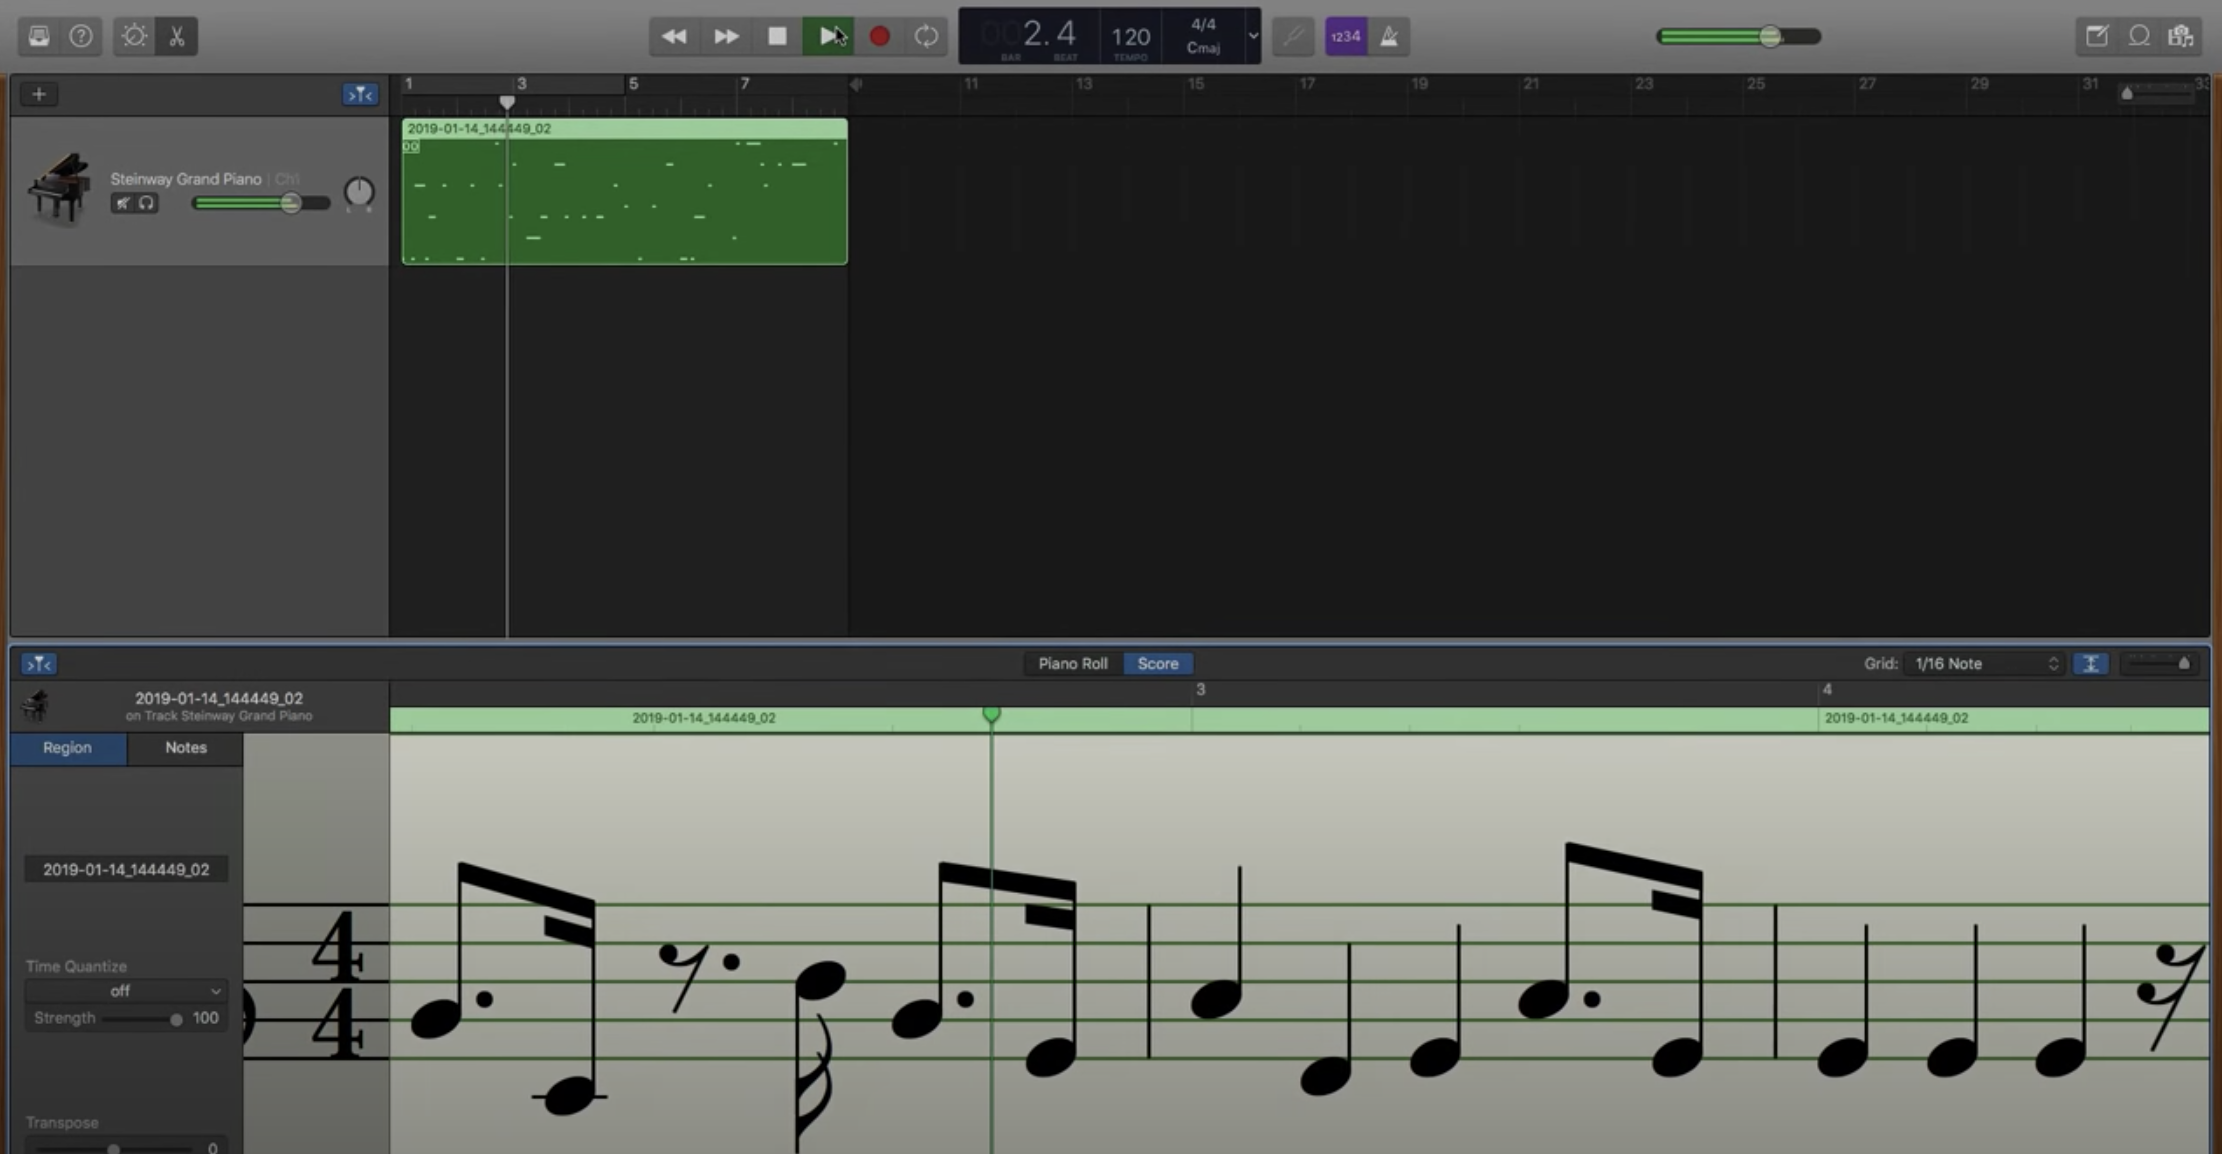 002.4
BAR BEAT
120
TEMPO
4/4
Cmaj
1234
1 3 5 7 11 13 15 17 19 21 23 25 27 29 31 33
2019-01-14_144449_02
Steinway Grand Piano | Ch1
Piano Roll Score
Grid: 1/16 Note
2019-01-14_144449_02
on Track Steinway Grand Piano
3 4
2019-01-14_144449_02 2019-01-14_144449_02
Region Notes
2019-01-14_144449_02
4
4
Time Quantize
off
Strength 100
Transpose
0